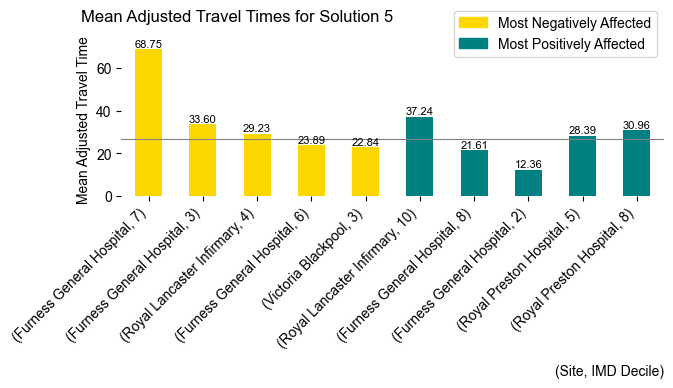 Mean Adjusted Travel Times for Solution 5
Most Negatively Affected
Most Positively Affected
Mean Adjusted Travel Time
60
40
20
0
68.75
33.60
29.23
23.89
22.84
37.24
21.61
12.36
28.39
30.96
(Furness General Hospital, 7)
(Furness General Hospital, 3)
(Royal Lancaster Infirmary, 4)
(Furness General Hospital, 6)
(Victoria Blackpool, 3)
(Royal Lancaster Infirmary, 10)
(Furness General Hospital, 8)
(Furness General Hospital, 2)
(Royal Preston Hospital, 5)
(Royal Preston Hospital, 8)
(Site, IMD Decile)